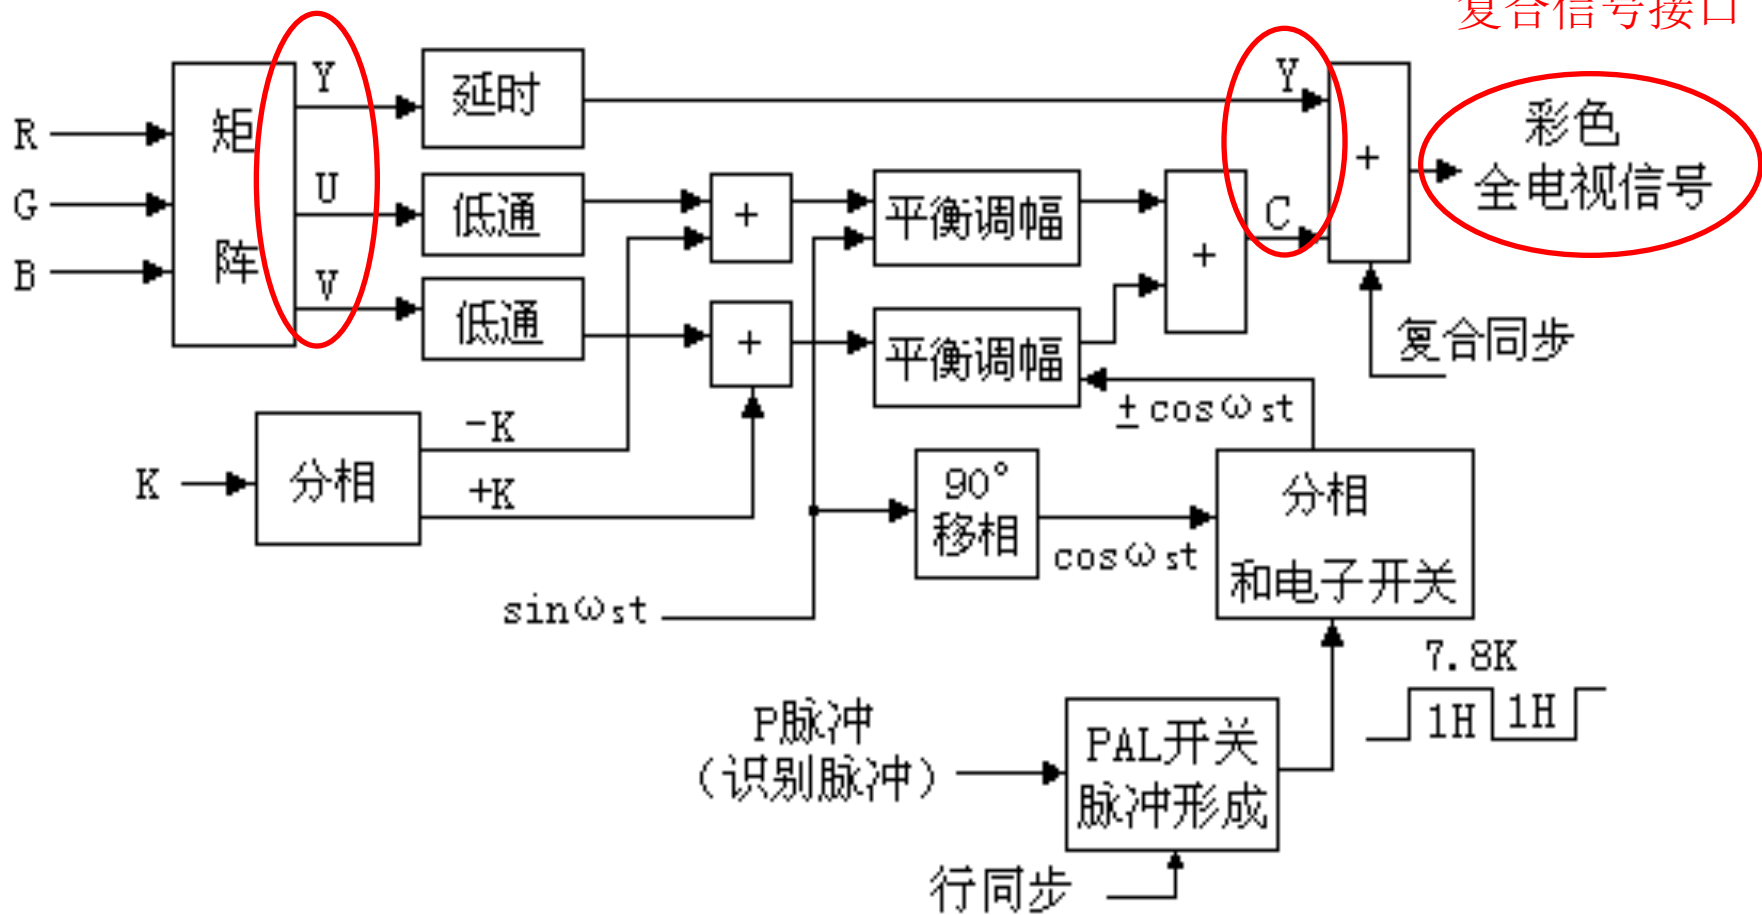 复合信号接口
R
G
B
矩
阵
Y
U
V
延时
低通
低通
+
+
平衡调幅
平衡调幅
+
Y
C
+
彩色
全电视信号
复合同步
K
分相
-K
+K
sinωst
90°
移相
cosωst
±cosωst
分相
和电子开关
7.8K
1H
1H
P脉冲
(识别脉冲)
PAL开关
脉冲形成
行同步